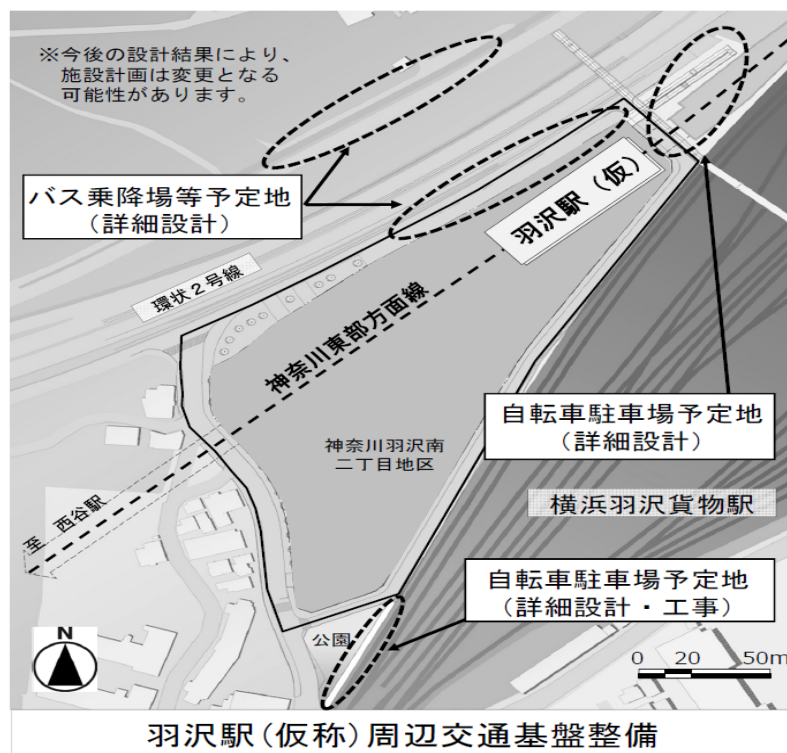 ※今後の設計結果により、
施設計画は変更となる
可能性があります。
バス乗降場等予定地
(詳細設計)
羽沢駅(仮)
環状２号線
神奈川東部方面線
自転車駐車場予定地
(詳細設計)
神奈川羽沢南
二丁目地区
横浜羽沢貨物駅
至 西谷駅
自転車駐車場予定地
(詳細設計・工事)
公園
N
0 20 50m
羽沢駅(仮称)周辺交通基盤整備